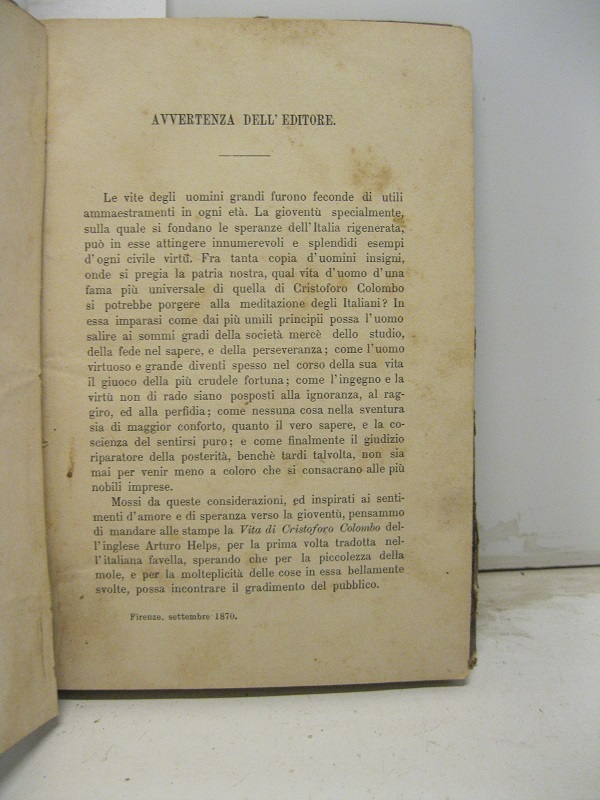 AVVERTENZA DELL' EDITORE.
Le vite degli uomini grandi furono feconde di utili
ammaestramenti in ogni età. La gioventù specialmente,
sulla quale si fondano le speranze dell'Italia rigenerata,
può in esse attingere innumerevoli e splendidi esempi
d'ogni civile virtù. Fra tanta copia d'uomini insigni,
onde si pregia la patria nostra, qual vita d'uomo d'una
fama più universale di quella di Cristoforo Colombo
si potrebbe porgere alla meditazione degli Italiani? In
essa imparasi come dai più umili principii possa l'uomo
salire ai sommi gradi della società mercè dello studio,
della fede nel sapere, e della perseveranza; come l'uomo
virtuoso e grande diventi spesso nel corso della sua vita
il giuoco della più crudele fortuna; come l'ingegno e la
virtù non di rado siano posposti alla ignoranza, al rag-
giro, ed alla perfidia; come nessuna cosa nella sventura
sia di maggior conforto, quanto il vero sapere, e la co-
scienza del sentirsi puro; e come finalmente il giudizio
riparatore della posterità, benchè tardi talvolta, non sia
mai per venir meno a coloro che si consacrano alle più
nobili imprese.
Mossi da queste considerazioni, ed inspirati ai senti-
menti d'amore e di speranza verso la gioventù, pensammo
di mandare alle stampe la Vita di Cristoforo Colombo del-
l'inglese Arturo Helps, per la prima volta tradotta nel-
l'italiana favella, sperando che per la piccolezza della
mole, e per la molteplicità delle cose in essa bellamente
svolte, possa incontrare il gradimento del pubblico.
Firenze, settembre 1870.